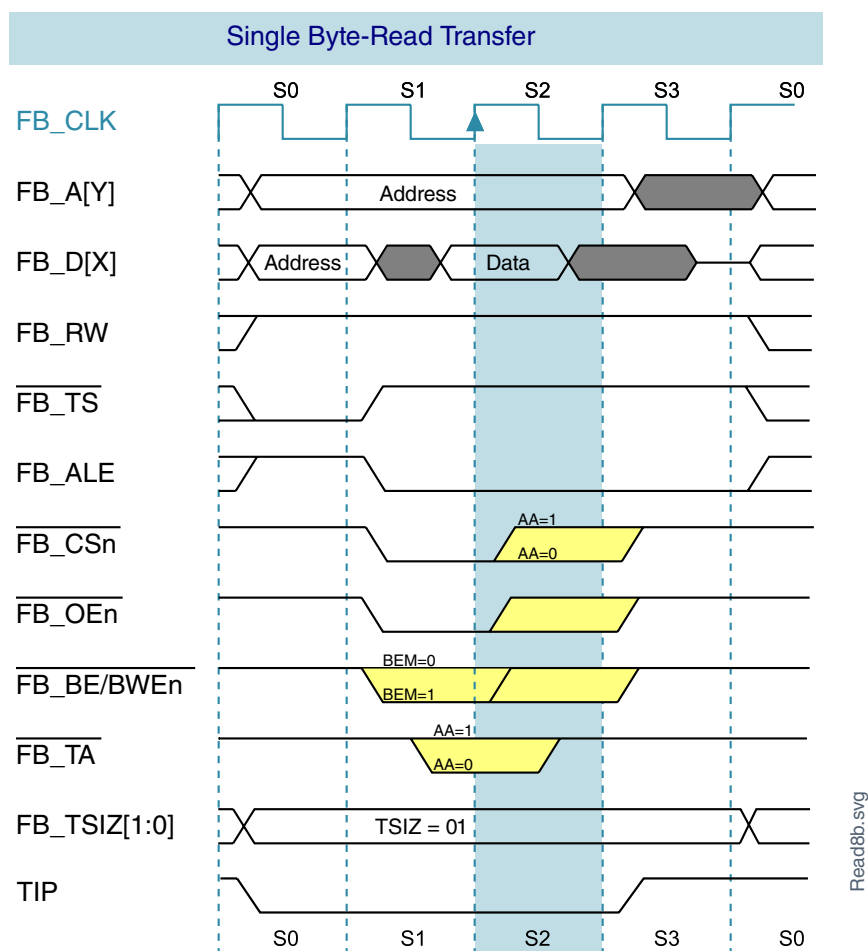 Single Byte-Read Transfer
S0 S1 S2 S3 S0
FB_CLK
FB_A[Y] Address
FB_D[X] Address Data
FB_RW
FB_TS
FB_ALE
AA=1
FB_CSn
AA=0
FB_OEn
BEM=0
FB_BE/BWEn
BEM=1
AA=1
FB_TA
AA=0
FB_TSIZ[1:0] TSIZ = 01
TIP
S0 S1 S2 S3 S0
Read8b.svg